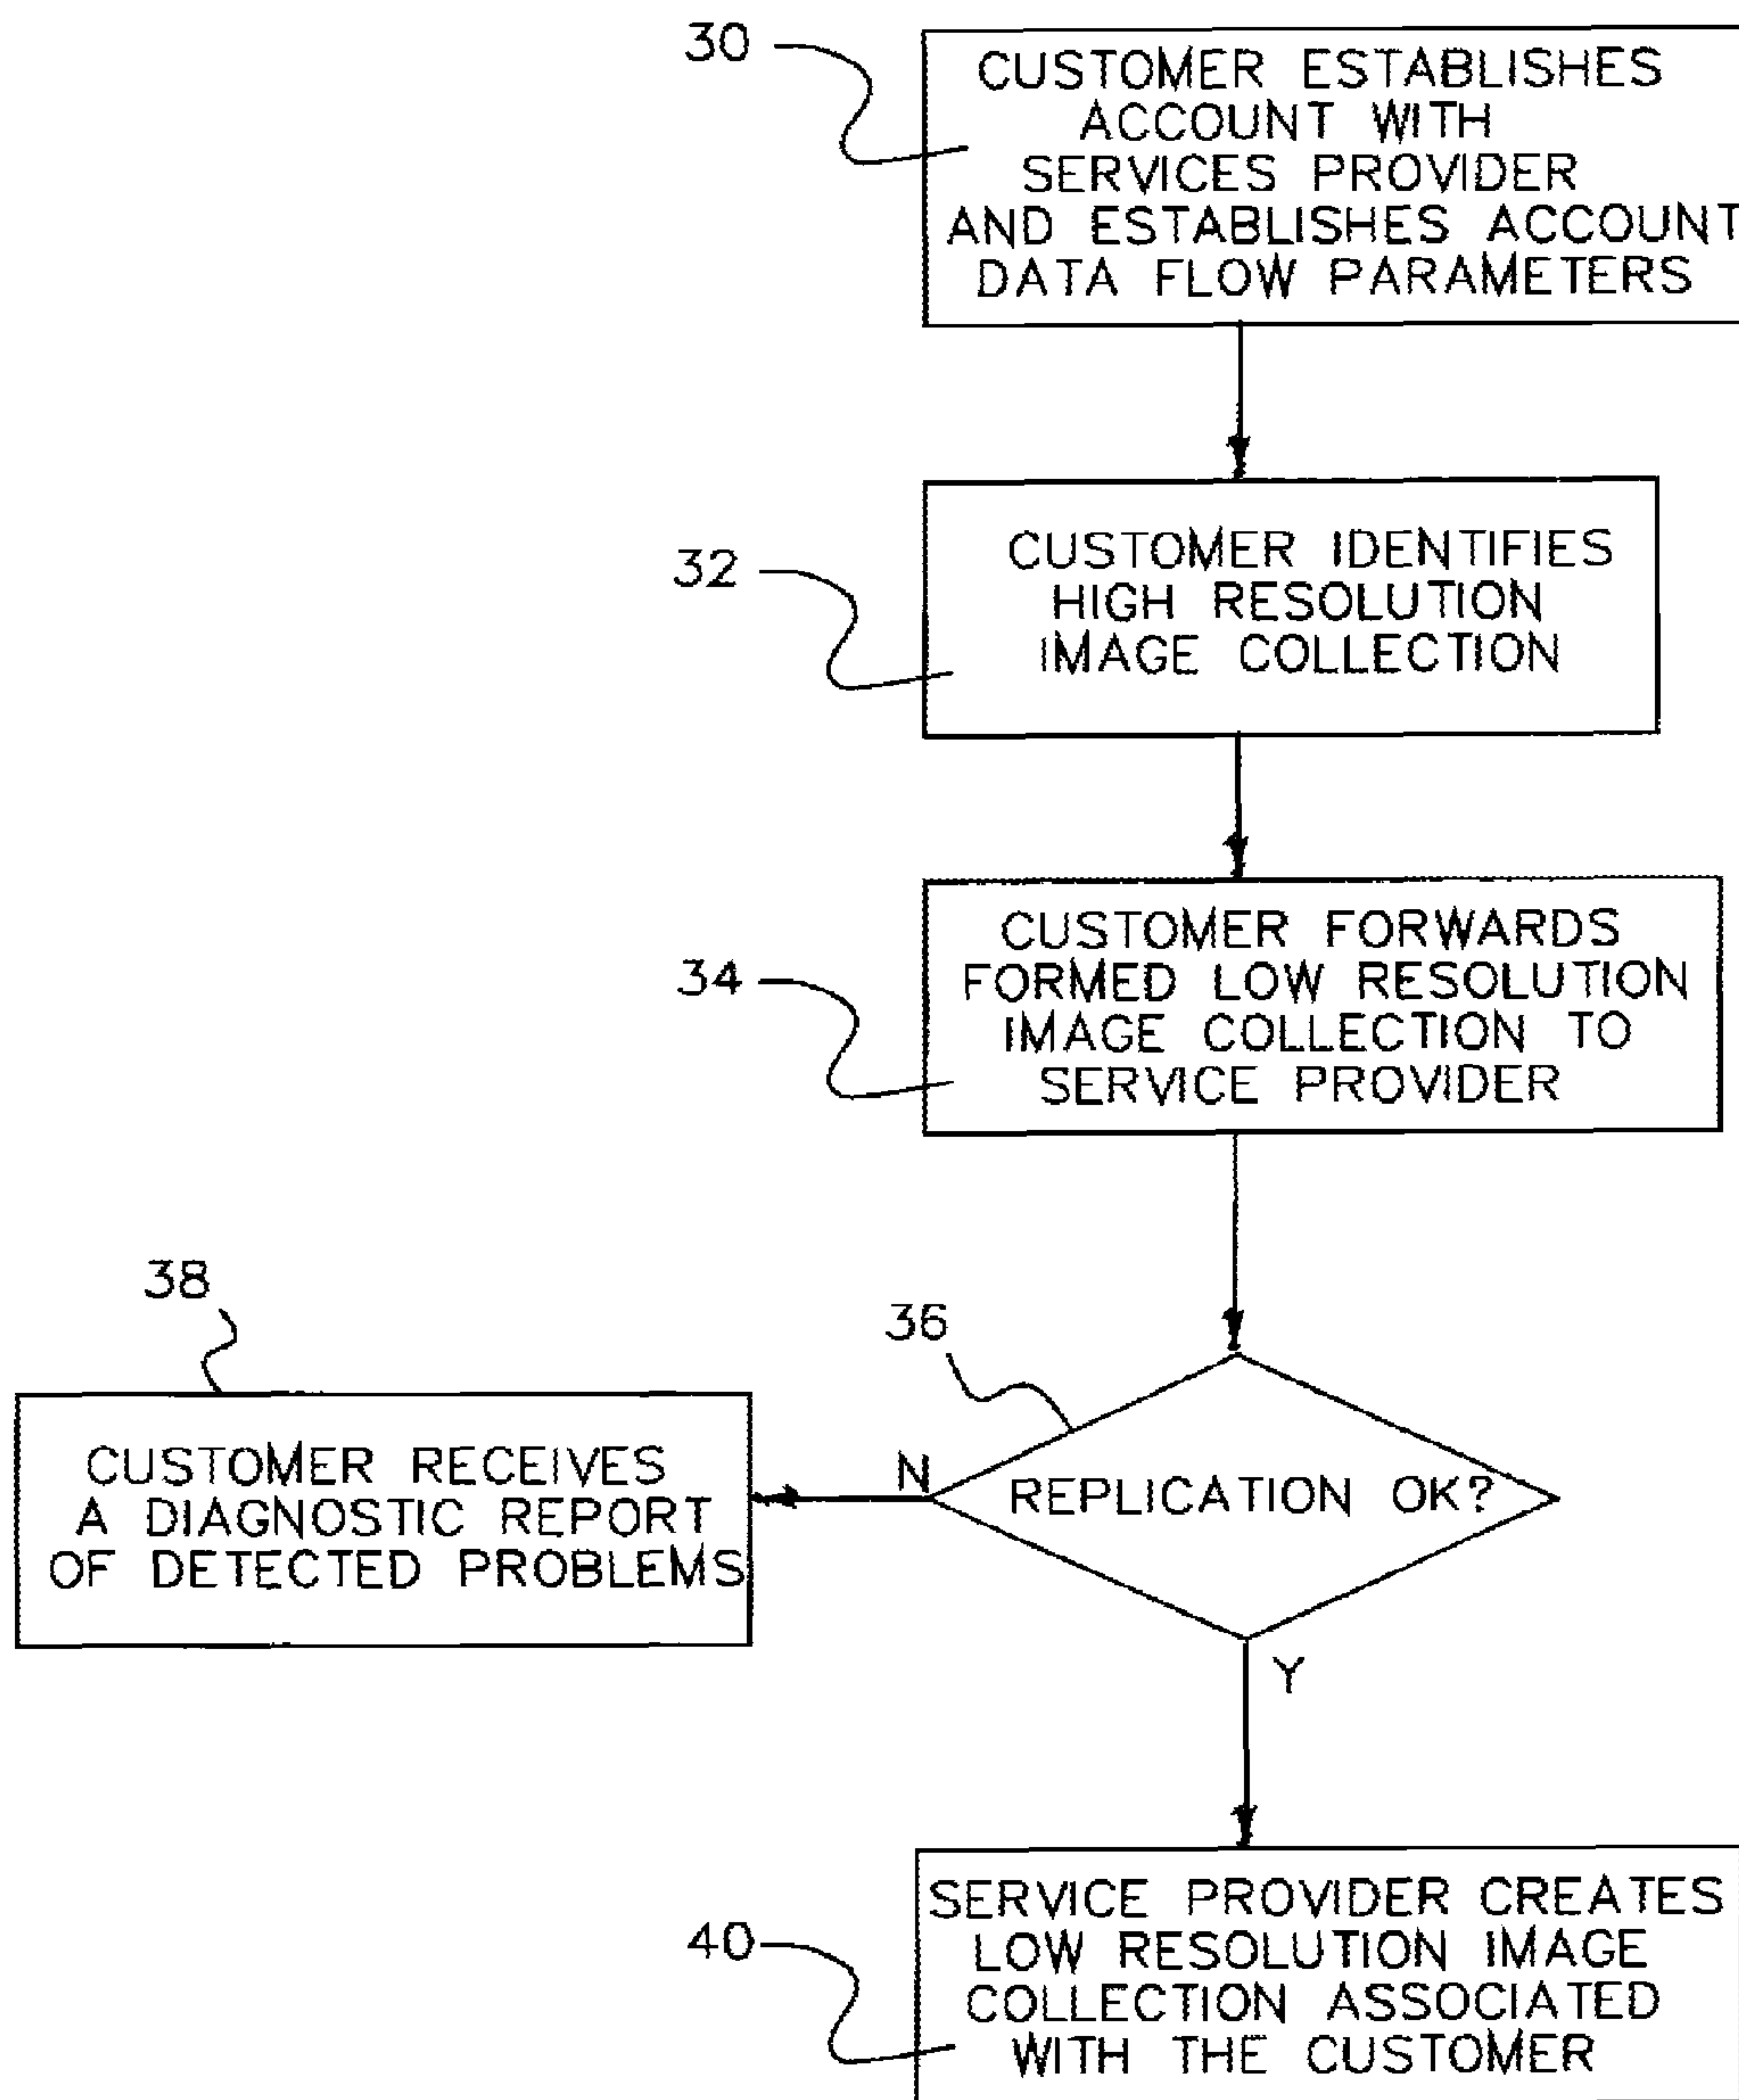 30
CUSTOMER ESTABLISHES
ACCOUNT WITH
SERVICES PROVIDER
AND ESTABLISHES ACCOUNT
DATA FLOW PARAMETERS
32
CUSTOMER IDENTIFIES
HIGH RESOLUTION
IMAGE COLLECTION
34
CUSTOMER FORWARDS
FORMED LOW RESOLUTION
IMAGE COLLECTION TO
SERVICE PROVIDER
38
36
CUSTOMER RECEIVES
A DIAGNOSTIC REPORT
OF DETECTED PROBLEMS
N
REPLICATION OK?
Y
40
SERVICE PROVIDER CREATES
LOW RESOLUTION IMAGE
COLLECTION ASSOCIATED
WITH THE CUSTOMER